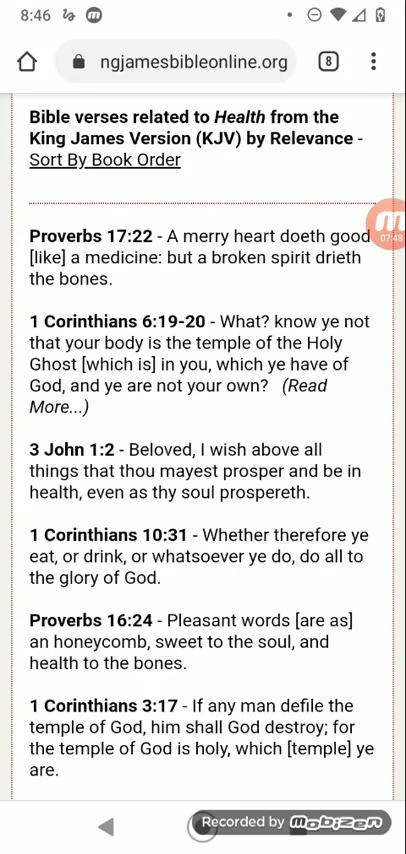 8:46
ngjamesbibleonline.org
8
Bible verses related to Health from the
King James Version (KJV) by Relevance -
Sort By Book Order
Proverbs 17:22 - A merry heart doeth good
[like] a medicine: but a broken spirit drieth
the bones.
07:48
1 Corinthians 6:19-20 - What? know ye not
that your body is the temple of the Holy
Ghost [which is] in you, which ye have of
God, and ye are not your own? (Read
More...)
3 John 1:2 - Beloved, I wish above all
things that thou mayest prosper and be in
health, even as thy soul prospereth.
1 Corinthians 10:31 - Whether therefore ye
eat, or drink, or whatsoever ye do, do all to
the glory of God.
Proverbs 16:24 - Pleasant words [are as]
an honeycomb, sweet to the soul, and
health to the bones.
1 Corinthians 3:17 - If any man defile the
temple of God, him shall God destroy; for
the temple of God is holy, which [temple] ye
are.
Recorded by mobizen